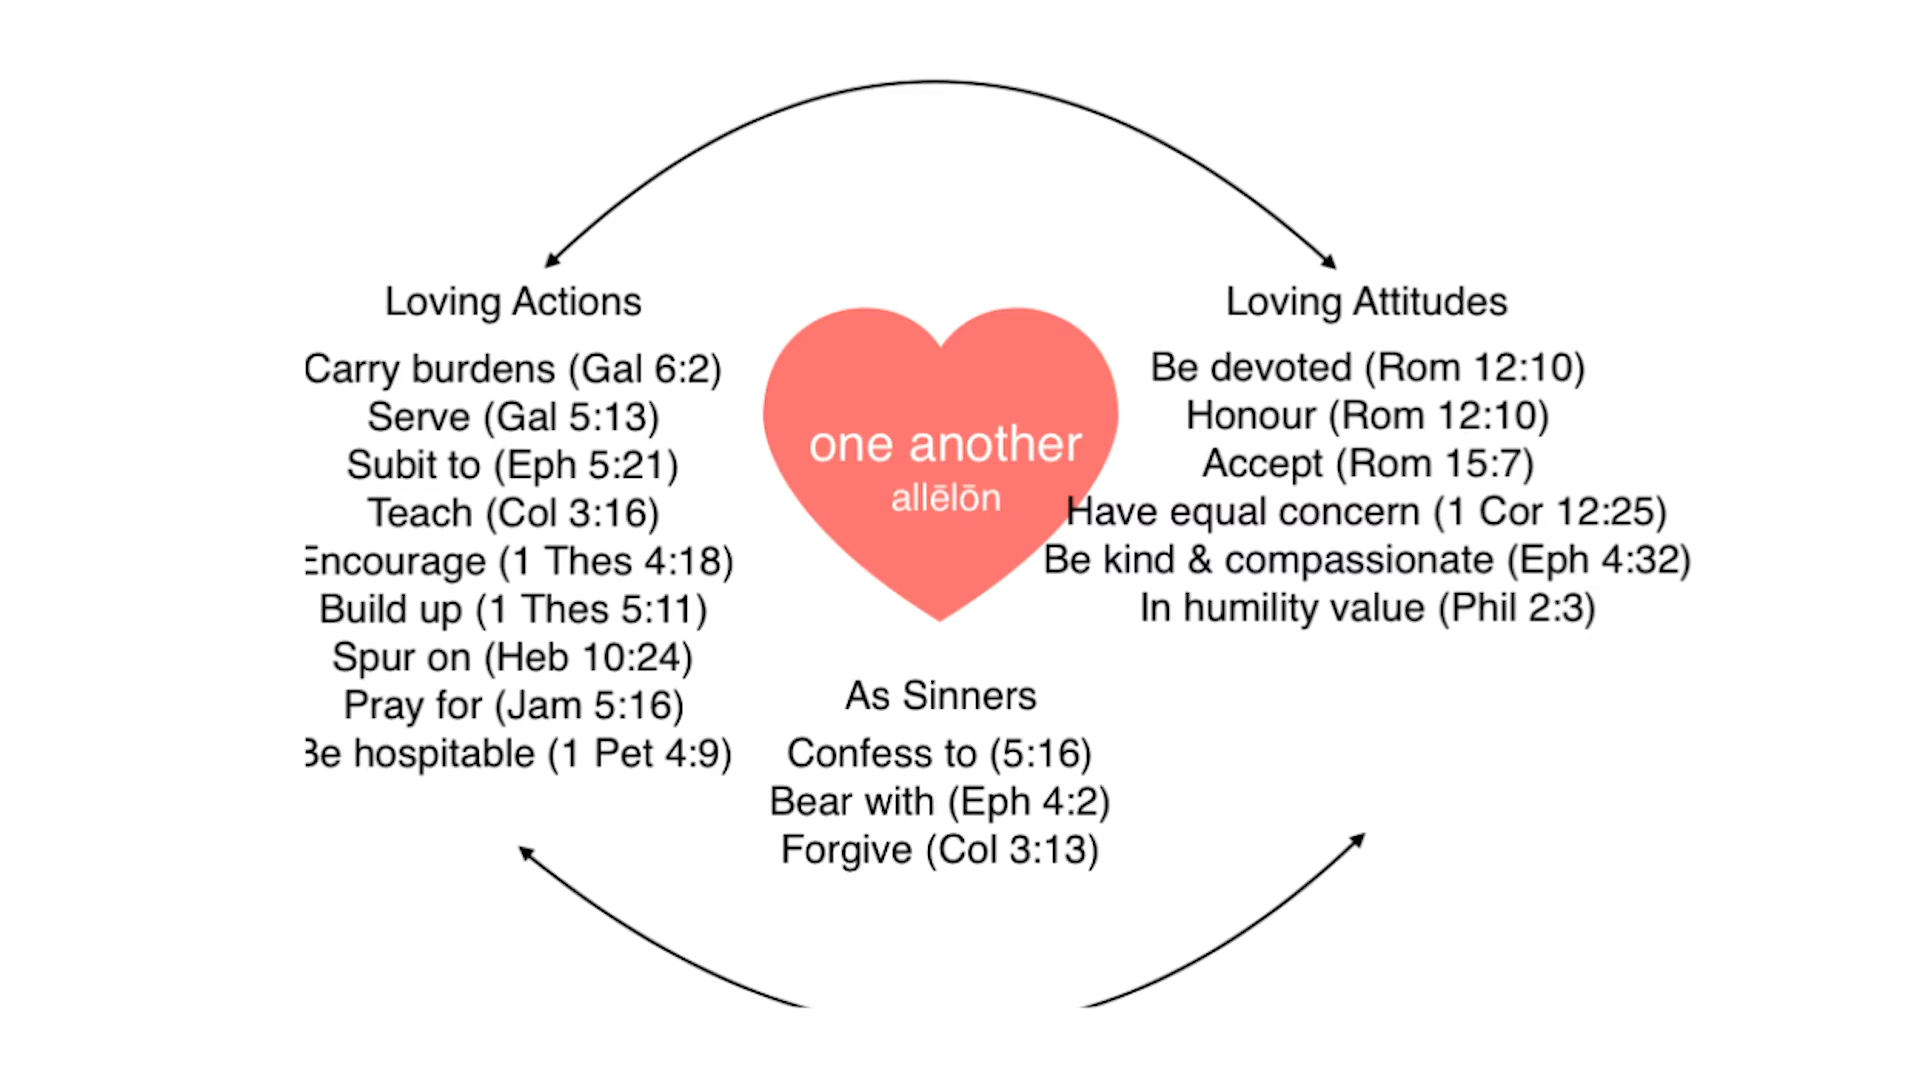 Loving Actions
Carry burdens (Gal 6:2)
Serve (Gal 5:13)
Subit to (Eph 5:21)
Teach (Col 3:16)
Encourage (1 Thes 4:18)
Build up (1 Thes 5:11)
Spur on (Heb 10:24)
Pray for (Jam 5:16)
Be hospitable (1 Pet 4:9)
one another
allēlōn
Loving Attitudes
Be devoted (Rom 12:10)
Honour (Rom 12:10)
Accept (Rom 15:7)
Have equal concern (1 Cor 12:25)
Be kind & compassionate (Eph 4:32)
In humility value (Phil 2:3)
As Sinners
Confess to (5:16)
Bear with (Eph 4:2)
Forgive (Col 3:13)